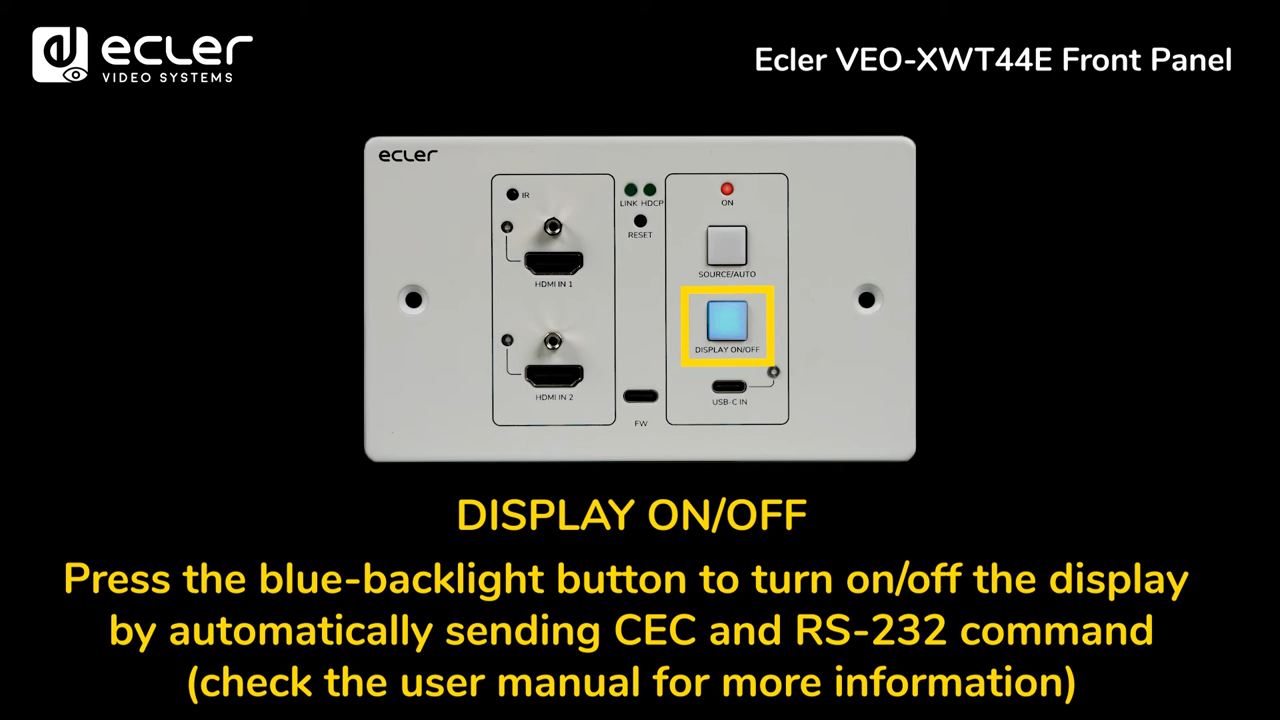 ecler
VIDEO SYSTEMS
Ecler VEO-XWT44E Front Panel
ecler
IR
HDMI IN 1
HDMI IN 2
LINK HDCP
RESET
FW
ON
SOURCE/AUTO
DISPLAY ON/OFF
USB-C IN
DISPLAY ON/OFF
Press the blue-backlight button to turn on/off the display
by automatically sending CEC and RS-232 command
(check the user manual for more information)